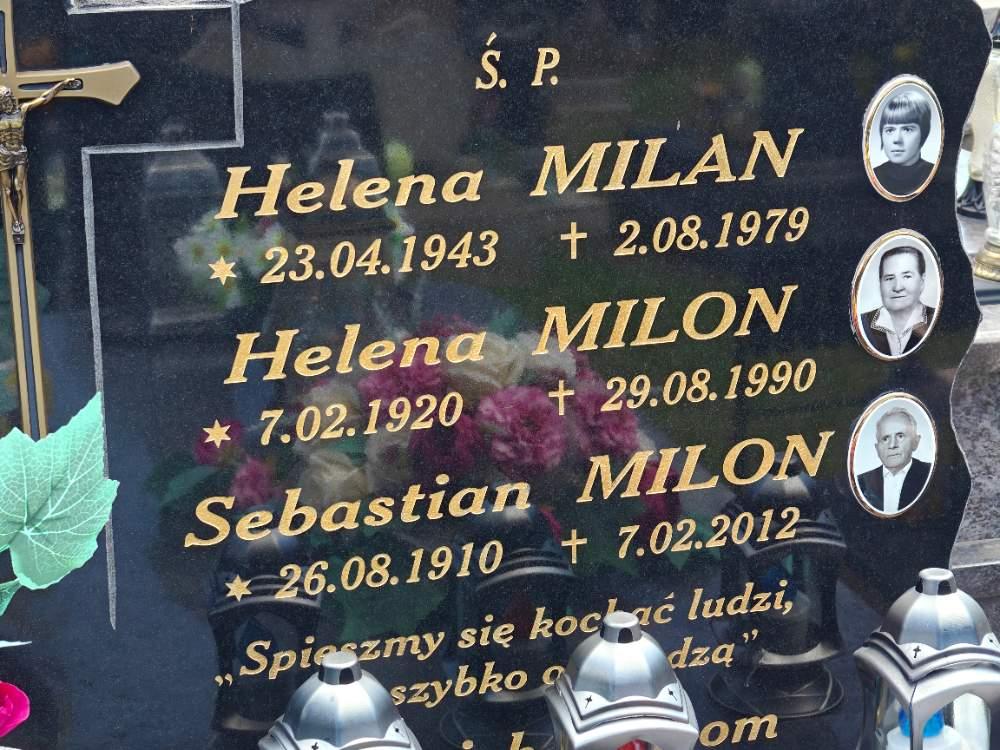 Ś. P.
Helena MILAN
✶ 23.04.1943 ✝ 2.08.1979
Helena MILON
✶ 7.02.1920 ✝ 29.08.1990
Sebastian MILON
✶ 26.08.1910 ✝ 7.02.2012
„Spieszmy się kochać ludzi,
szybko